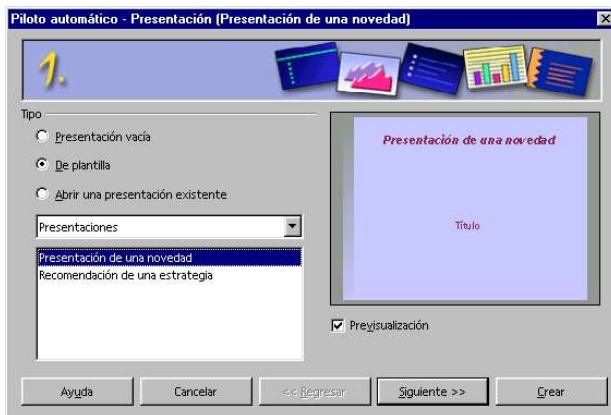 Piloto automático - Presentación (Presentación de una novedad)
1.
Tipo
Presentación vacía
De plantilla
Abrir una presentación existente
Presentaciones
Presentación de una novedad
Recomendación de una estrategia
Presentación de una novedad
Título
Previsualización
Ayuda
Cancelar
<< Regresar
Siguiente >>
Crear